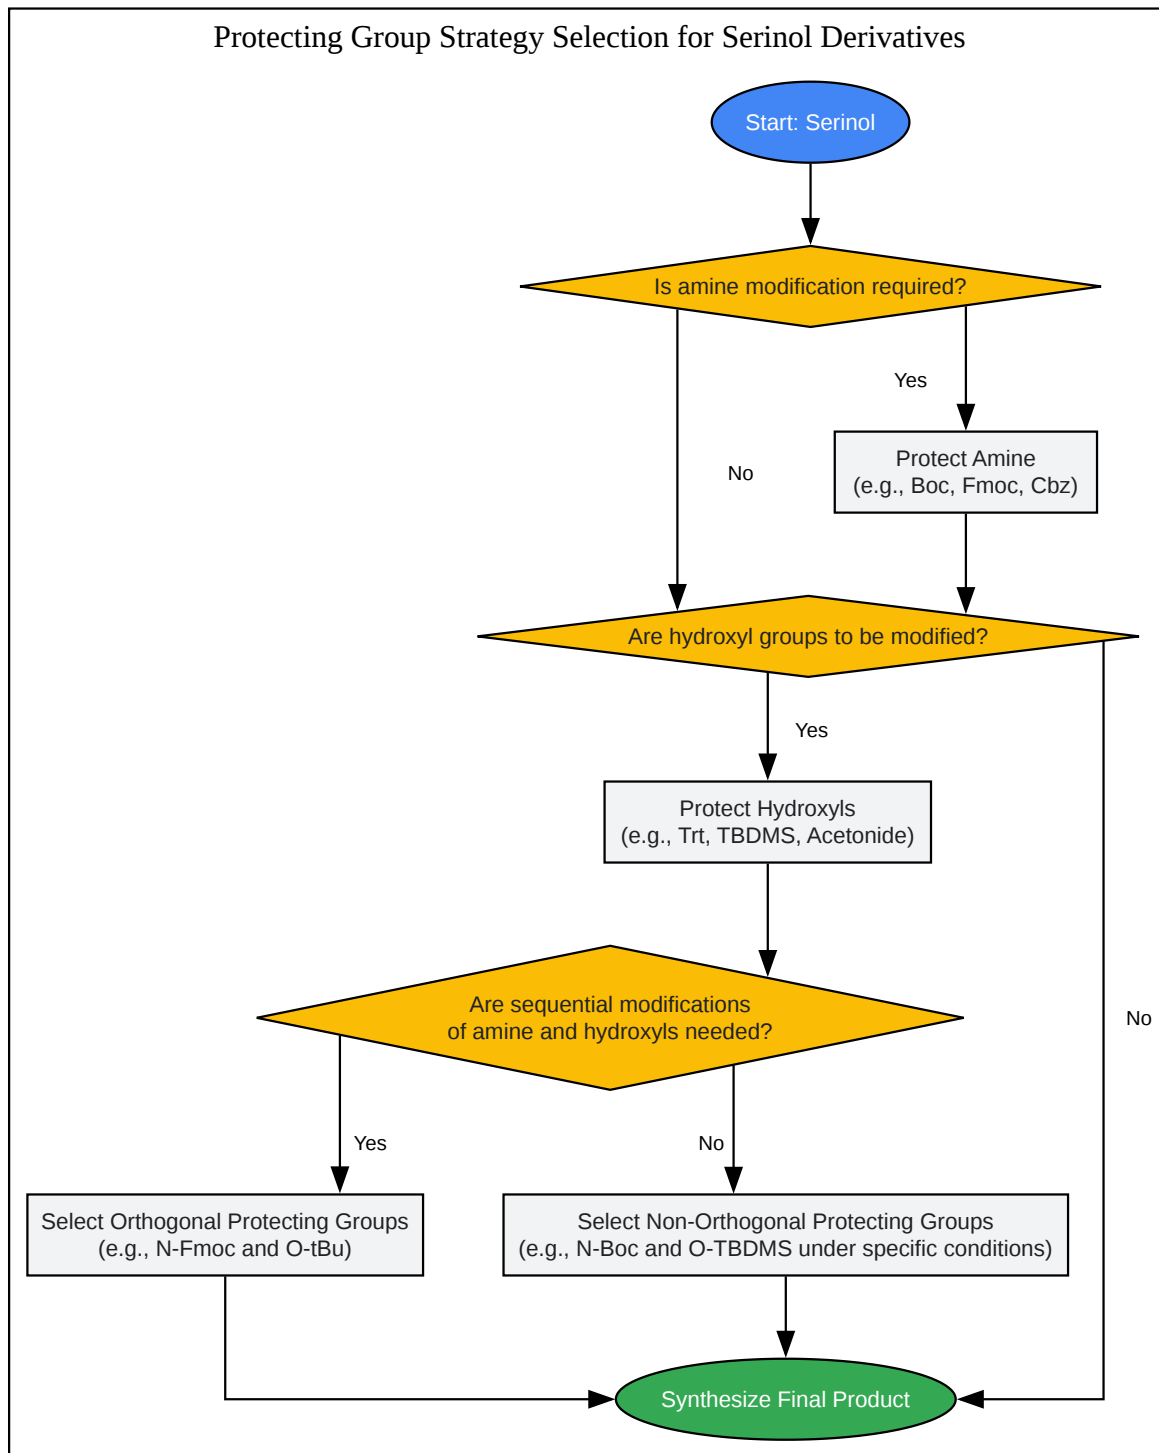 Protecting Group Strategy Selection for Serinol Derivatives
Start: Serinol
Is amine modification required?
Yes
Protect Amine
(e.g., Boc, Fmoc, Cbz)
No
Are hydroxyl groups to be modified?
Yes
Protect Hydroxyls
(e.g., Trt, TBDMS, Acetonide)
Are sequential modifications
of amine and hydroxyls needed?
No
Yes
No
Select Orthogonal Protecting Groups
(e.g., N-Fmoc and O-tBu)
Select Non-Orthogonal Protecting Groups
(e.g., N-Boc and O-TBDMS under specific conditions)
Synthesize Final Product